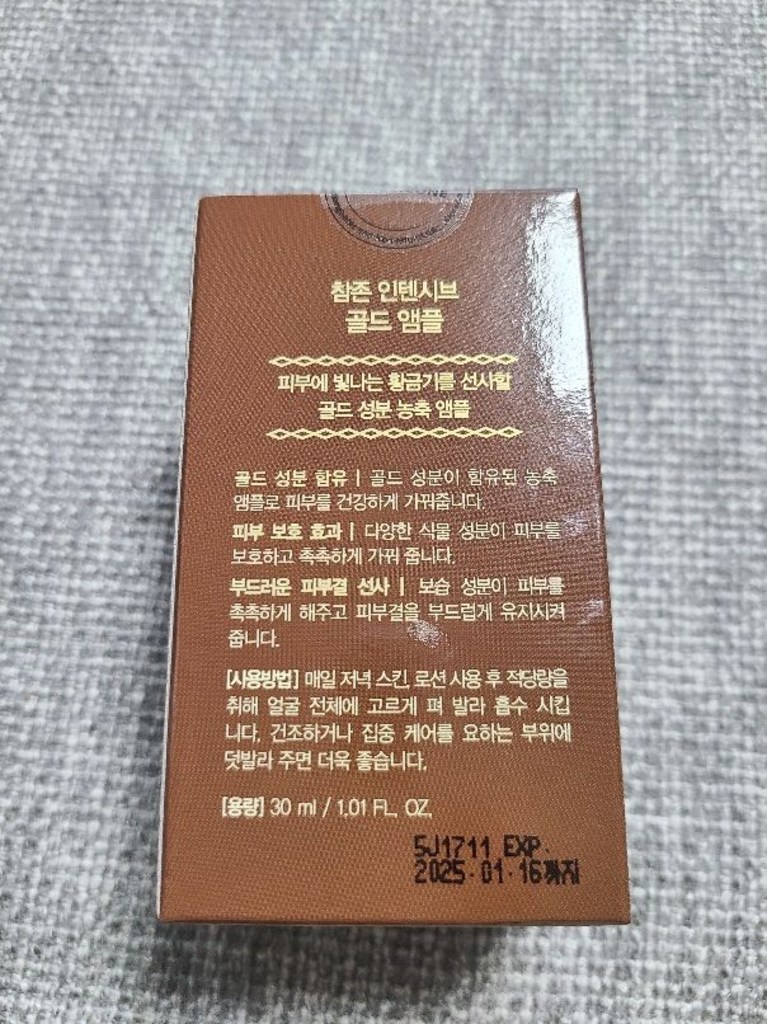 참존 인텐시브
골드 앰플
피부에 빛나는 황금기를 선사할
골드 성분 농축 앰플
골드 성분 함유 | 골드 성분이 함유된 농축
앰플로 피부를 건강하게 가꿔줍니다.
피부 보호 효과 | 다양한 식물 성분이 피부를
보호하고 촉촉하게 가꿔 줍니다.
부드러운 피부결 선사 | 보습 성분이 피부를
촉촉하게 해주고 피부결을 부드럽게 유지시켜
줍니다.
[사용방법] 매일 저녁 스킨, 로션 사용 후 적당량을
취해 얼굴 전체에 고르게 펴 발라 흡수 시킵
니다. 건조하거나 집중 케어를 요하는 부위에
덧발라 주면 더욱 좋습니다.
[용량] 30 ml / 1.01 FL. OZ.
5J1711 EXP.
2025.01.16까지